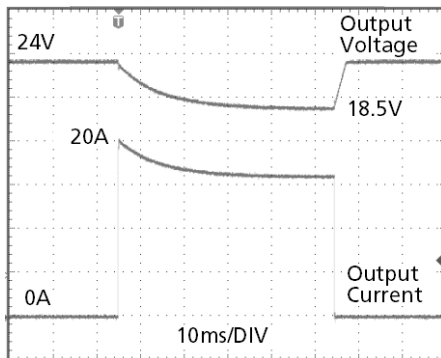 T
24V
Output
Voltage
18.5V
20A
0A
Output
Current
10ms/DIV